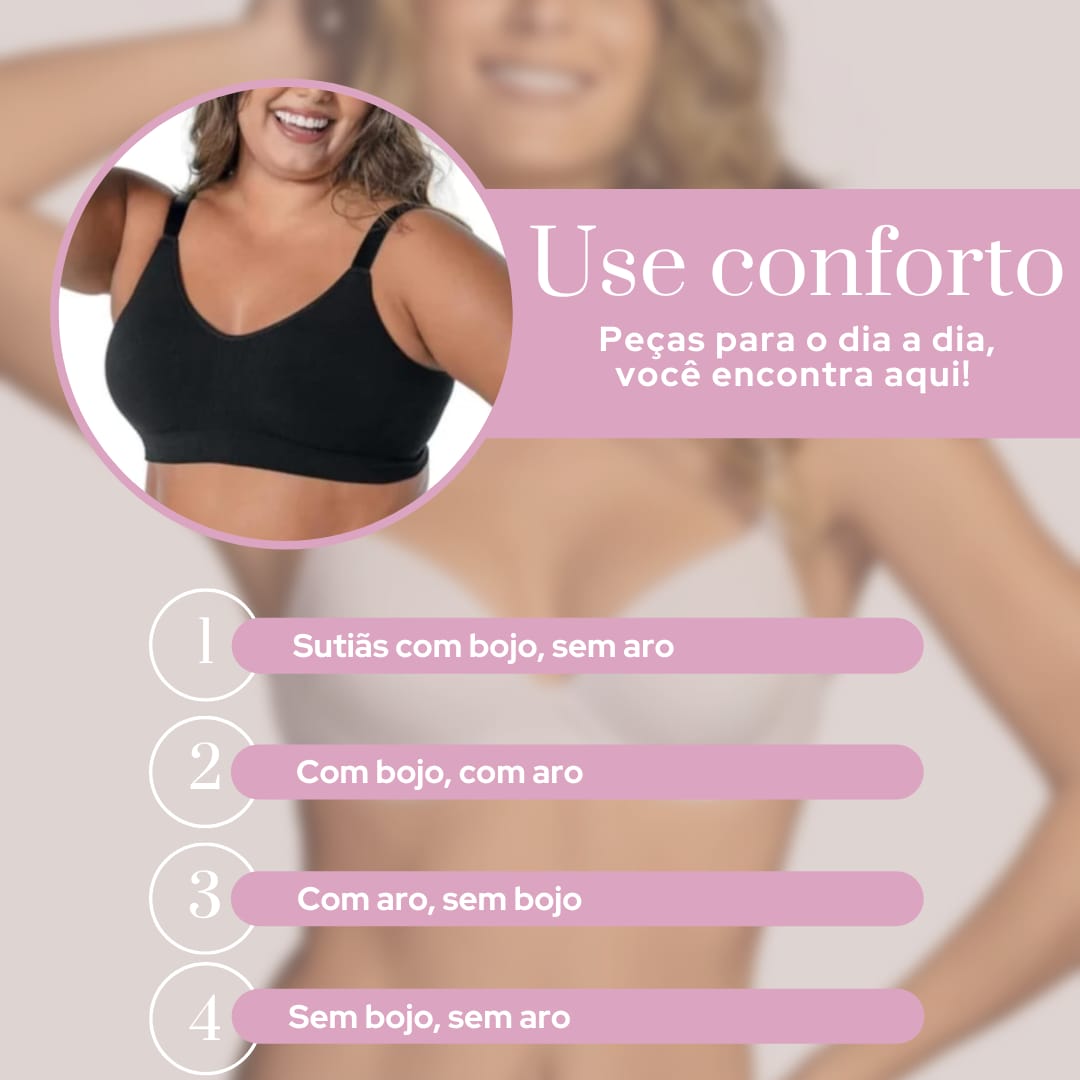 Use conforto
Peças para o dia a dia,
você encontra aqui!
1
Sutiãs com bojo, sem aro
2
Com bojo, com aro
3
Com aro, sem bojo
4
Sem bojo, sem aro